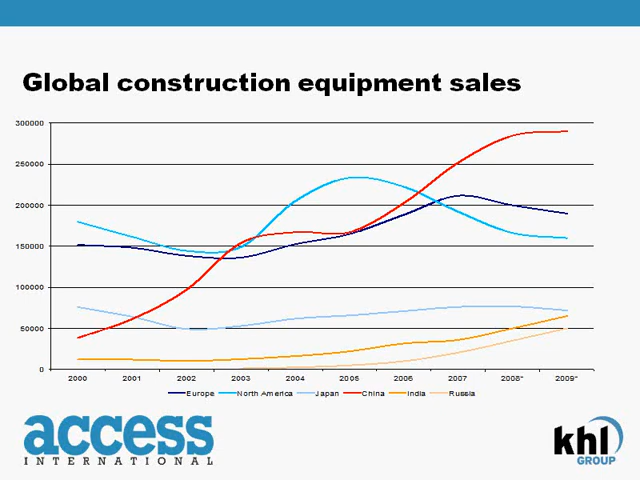 Global construction equipment sales
300000
250000
200000
150000
100000
50000
0
2000 2001 2002 2003 2004 2005 2006 2007 2008* 2009*
Europe North America Japan China India Russia
access
INTERNATIONAL
khl
GROUP